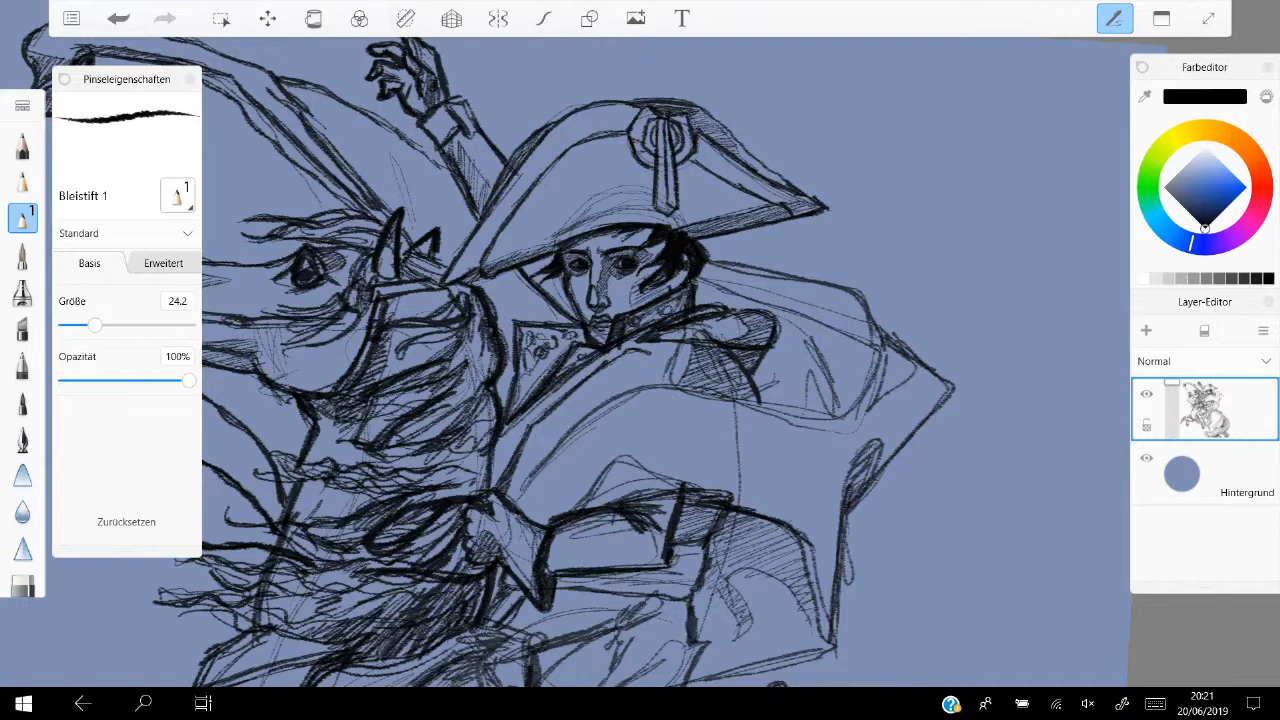 T
Pinseleigenschaften
1
Bleistift 1
1
Standard
Basis
Erweitert
Größe
24.2
Opazität
100%
Zurücksetzen
Farbeditor
Layer-Editor
Normal
Hintergrund
20:21
20/06/2019